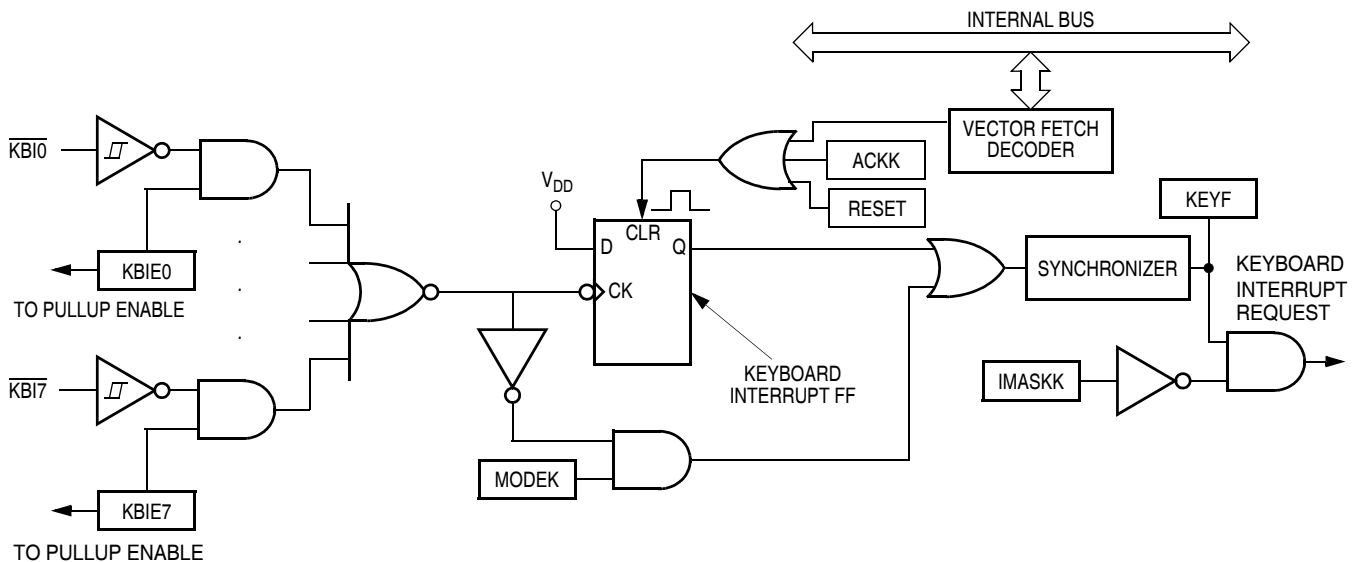 INTERNAL BUS
KBI0
VECTOR FETCH
DECODER
ACKK
VDD
KEYF
RESET
CLR
D
Q
KBIE0
SYNCHRONIZER
KEYBOARD
INTERRUPT
REQUEST
CK
TO PULLUP ENABLE
KBI7
KEYBOARD
INTERRUPT FF
IMASKK
MODEK
KBIE7
TO PULLUP ENABLE